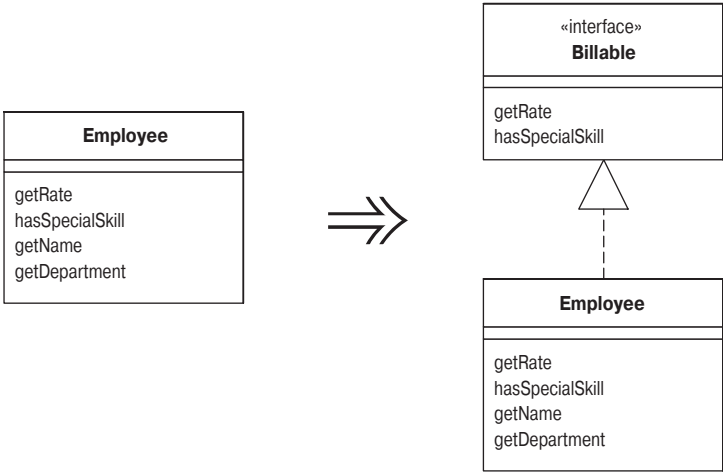 Employee
getRate
hasSpecialSkill
getName
getDepartment
«interface»
Billable
getRate
hasSpecialSkill
Employee
getRate
hasSpecialSkill
getName
getDepartment